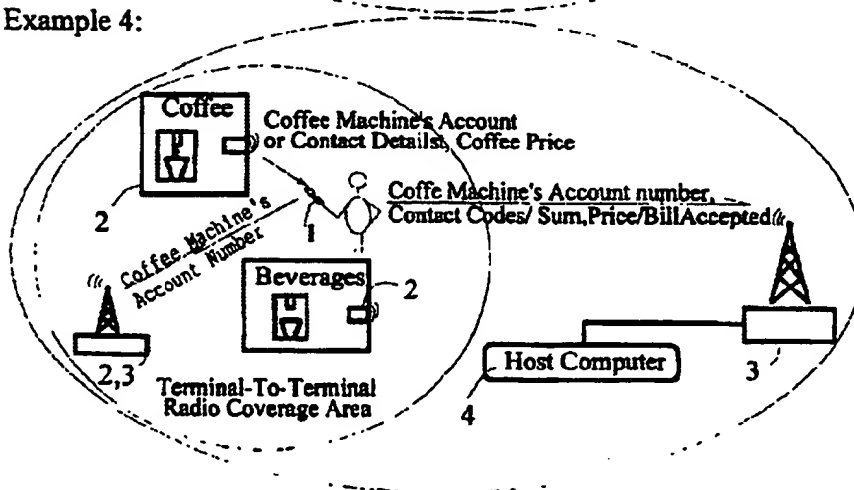 Example 4:
Coffee
Coffee Machine's Account
or Contact Detailst, Coffee Price
2
1
Coffe Machine's Account number,
Contact Codes/ Sum,Price/BillAccepted
Coffee Machine's
Account Number
Beverages
2
2,3
Terminal-To-Terminal
Radio Coverage Area
Host Computer
4
3